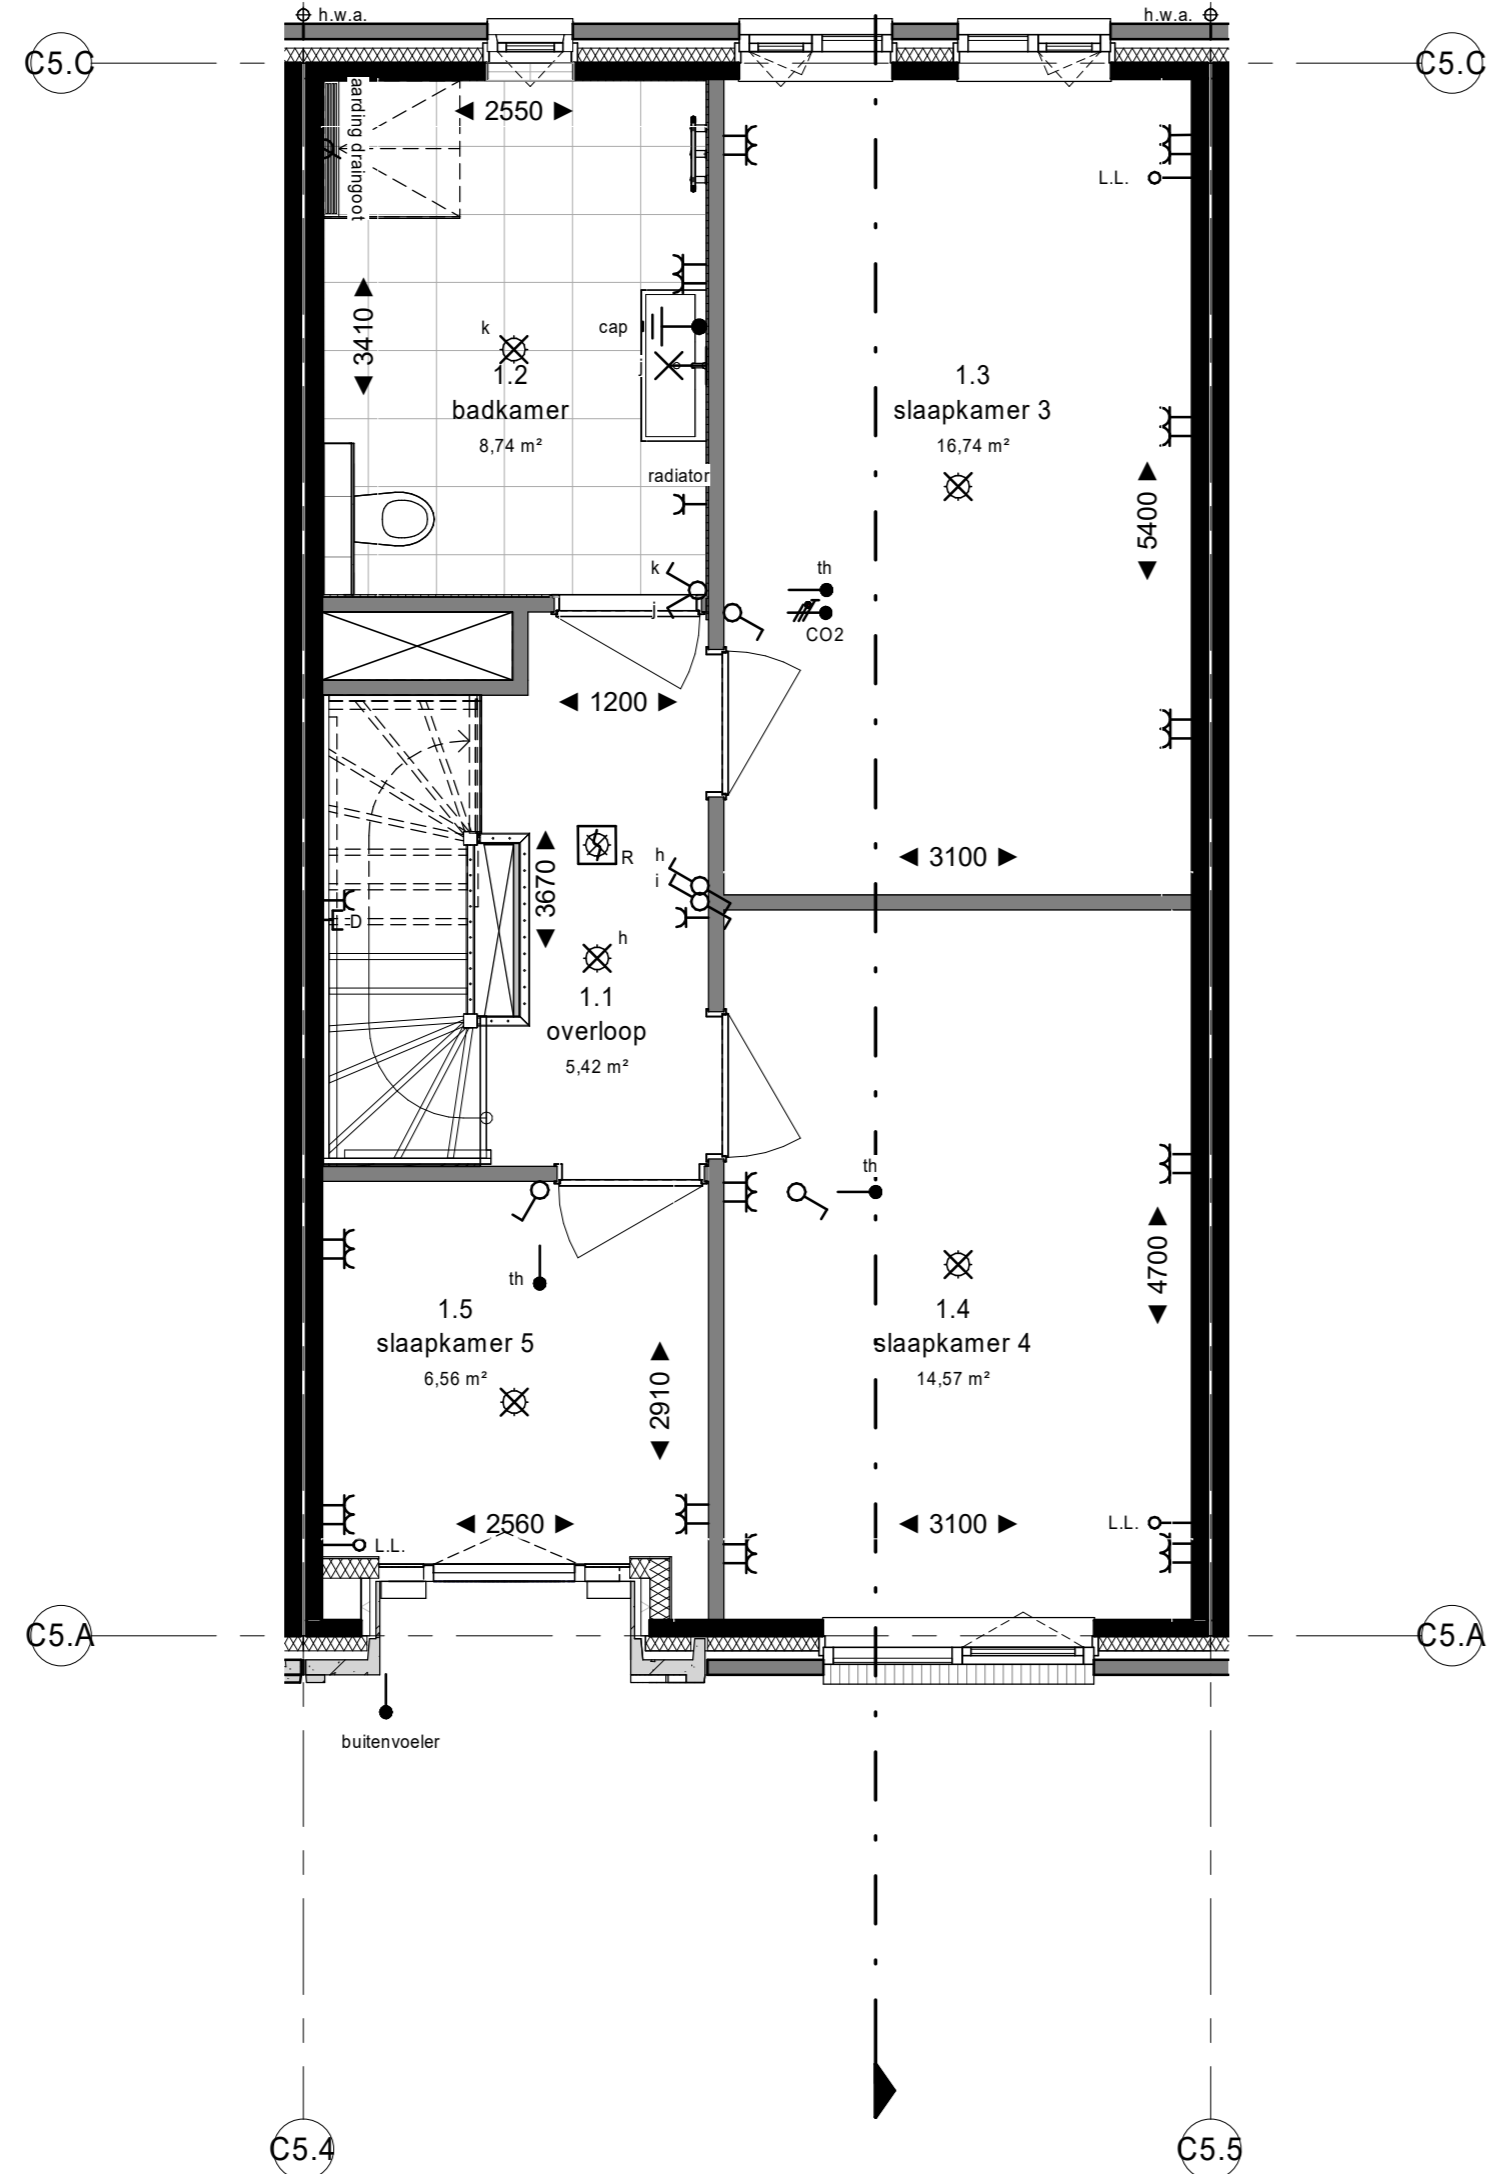 h.w.a.
h.w.a.
C5.C
C5.C
aarding draingoot
2550
L.L.
3410
k
cap
j
1.2
badkamer
8,74 m²
1.3
slaapkamer 3
16,74 m²
radiator
5400
k
j
th
CO2
1200
R
3670
h
i
3100
D
h
1.1
overloop
5,42 m²
th
th
4700
1.5
slaapkamer 5
6,56 m²
1.4
slaapkamer 4
14,57 m²
2910
2560
3100
L.L.
L.L.
C5.A
C5.A
buitenvoeler
C5.4
C5.5